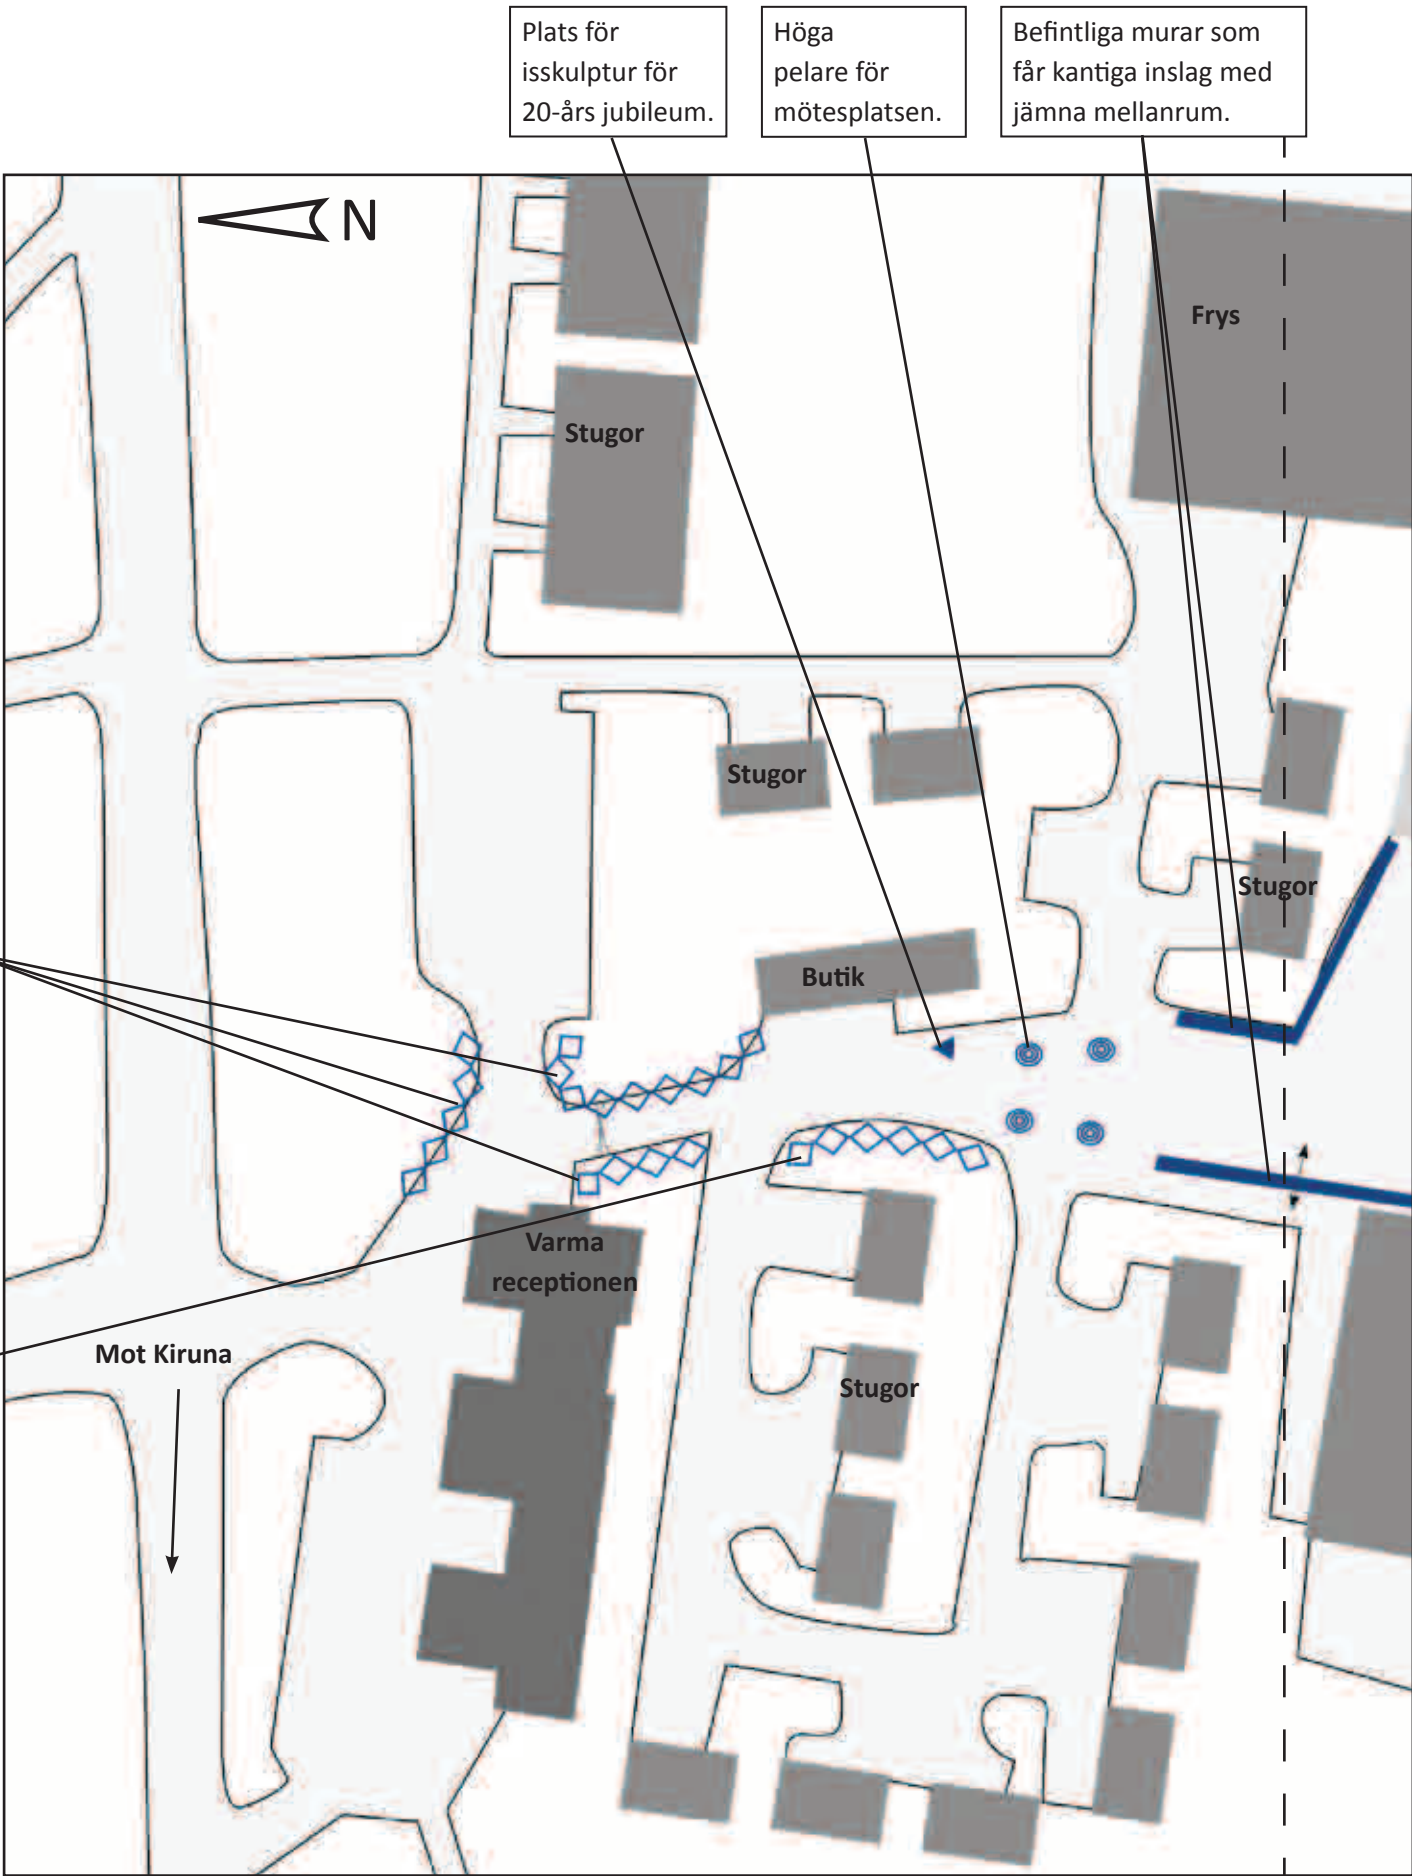 Plats för
isskulptur för
20-års jubileum.
Höga
pelare för
mötesplatsen.
Befintliga murar som
får kantiga inslag med
jämna mellanrum.
N
Frys
Stugor
Stugor
Stugor
Butik
Varma
receptionen
Mot Kiruna
Stugor